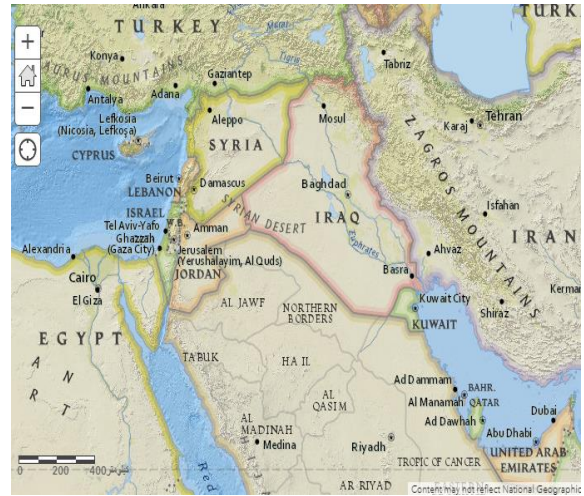 TURKEY
TURK
Konya
Murat
Tigris
Tabriz
TAURUS MOUNTAINS
Gaziantep
Antalya
Adana
Lefkosia
(Nicosia, Lefkoşa)
CYPRUS
Aleppo
Mosul
SYRIA
Karaj
Tehran
ZAGROS MOUNTAINS
Beirut
LEBANON
Damascus
Baghdad
Isfahan
ISRAEL
SYRIAN DESERT
IRAQ
IRAN
Tel Aviv-Yafo
W.B.
Amman
Euphrates
Ghazzah
(Gaza City)
Jerusalem
(Yerushalayim, Al Quds)
JORDAN
Alexandria
Ahvaz
Basra
Kerman
Cairo
El Giza
Kuwait City
KUWAIT
Shiraz
EGYPT
AL JAWF
NORTHERN
BORDERS
TABUK
HA IL
AL
QASIM
Ad Dammam
BAHR.
Al Manamah
QATAR
Ad Dawhah
Dubai
Abu Dhabi
AL
MADINAH
Medina
Riyadh
UNITED ARAB
EMIRATES
Red
TROPIC OF CANCER
AR RIYAD
0 200 400
Content may not reflect National Geographic